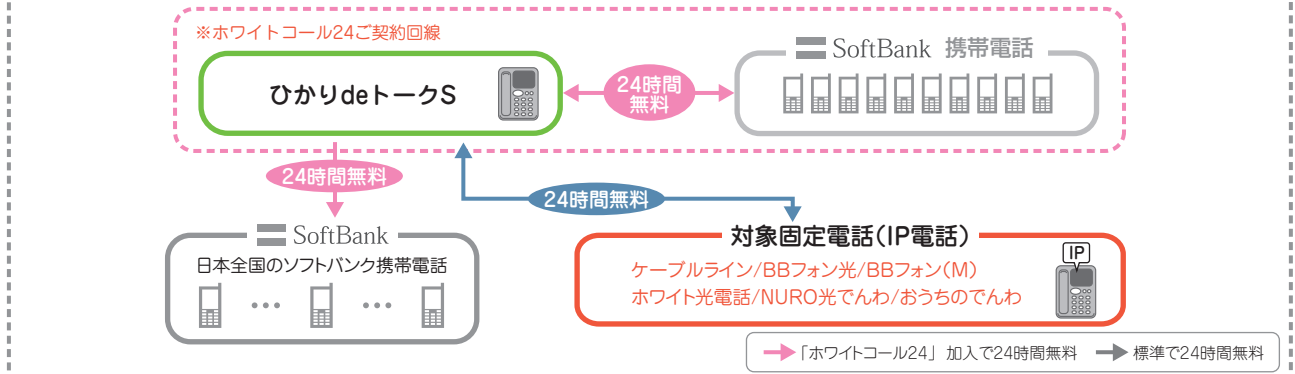 ※ホワイトコール24ご契約回線
ひかりdeトークS
24時間
無料
SoftBank 携帯電話
24時間無料
24時間無料
SoftBank
日本全国のソフトバンク携帯電話
… …
対象固定電話(IP電話)
IP
ケーブルライン/BBフォン光/BBフォン(M)
ホワイト光電話/NURO光でんわ/おうちのでんわ
「ホワイトコール24」加入で24時間無料 標準で24時間無料